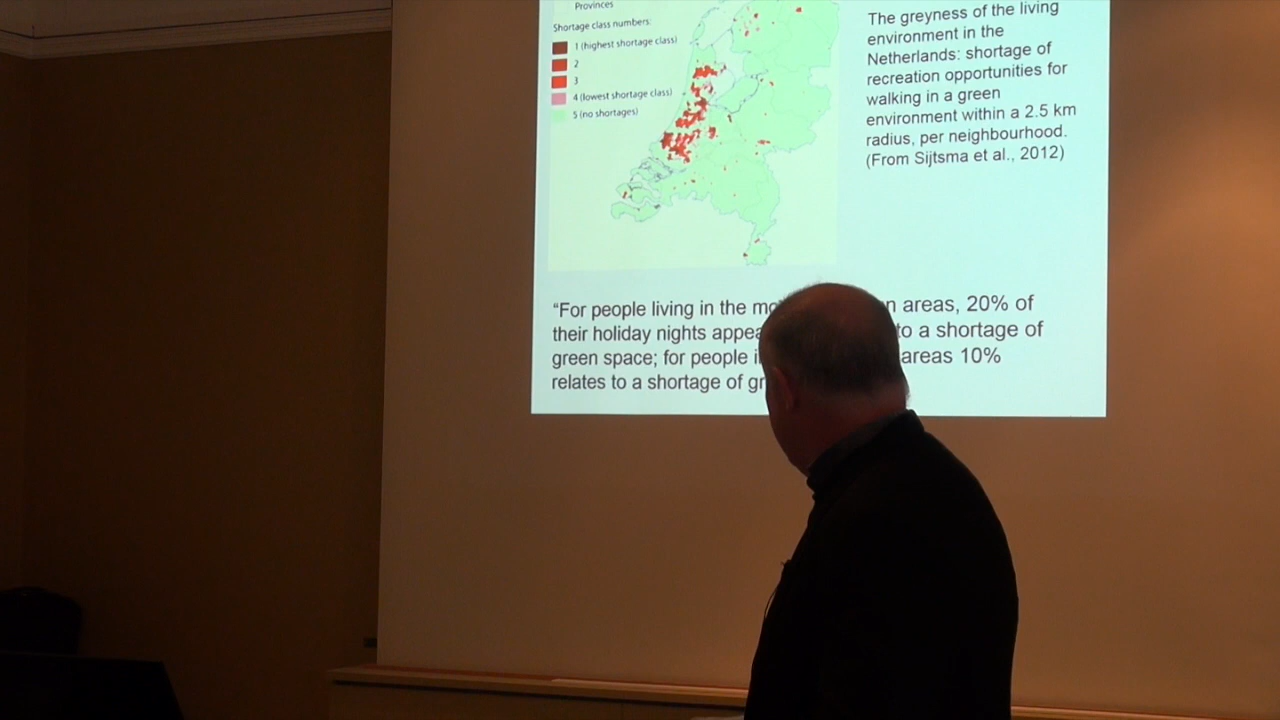 Provinces
Shortage class numbers:
1 (highest shortage class)
2
3
4 (lowest shortage class)
5 (no shortages)
The greyness of the living
environment in the
Netherlands: shortage of
recreation opportunities for
walking in a green
environment within a 2.5 km
radius, per neighbourhood.
(From Sijtsma et al., 2012)
“For people living in the areas, 20% of
their holiday nights to a shortage of
green space; for people areas 10%
relates to a shortage of